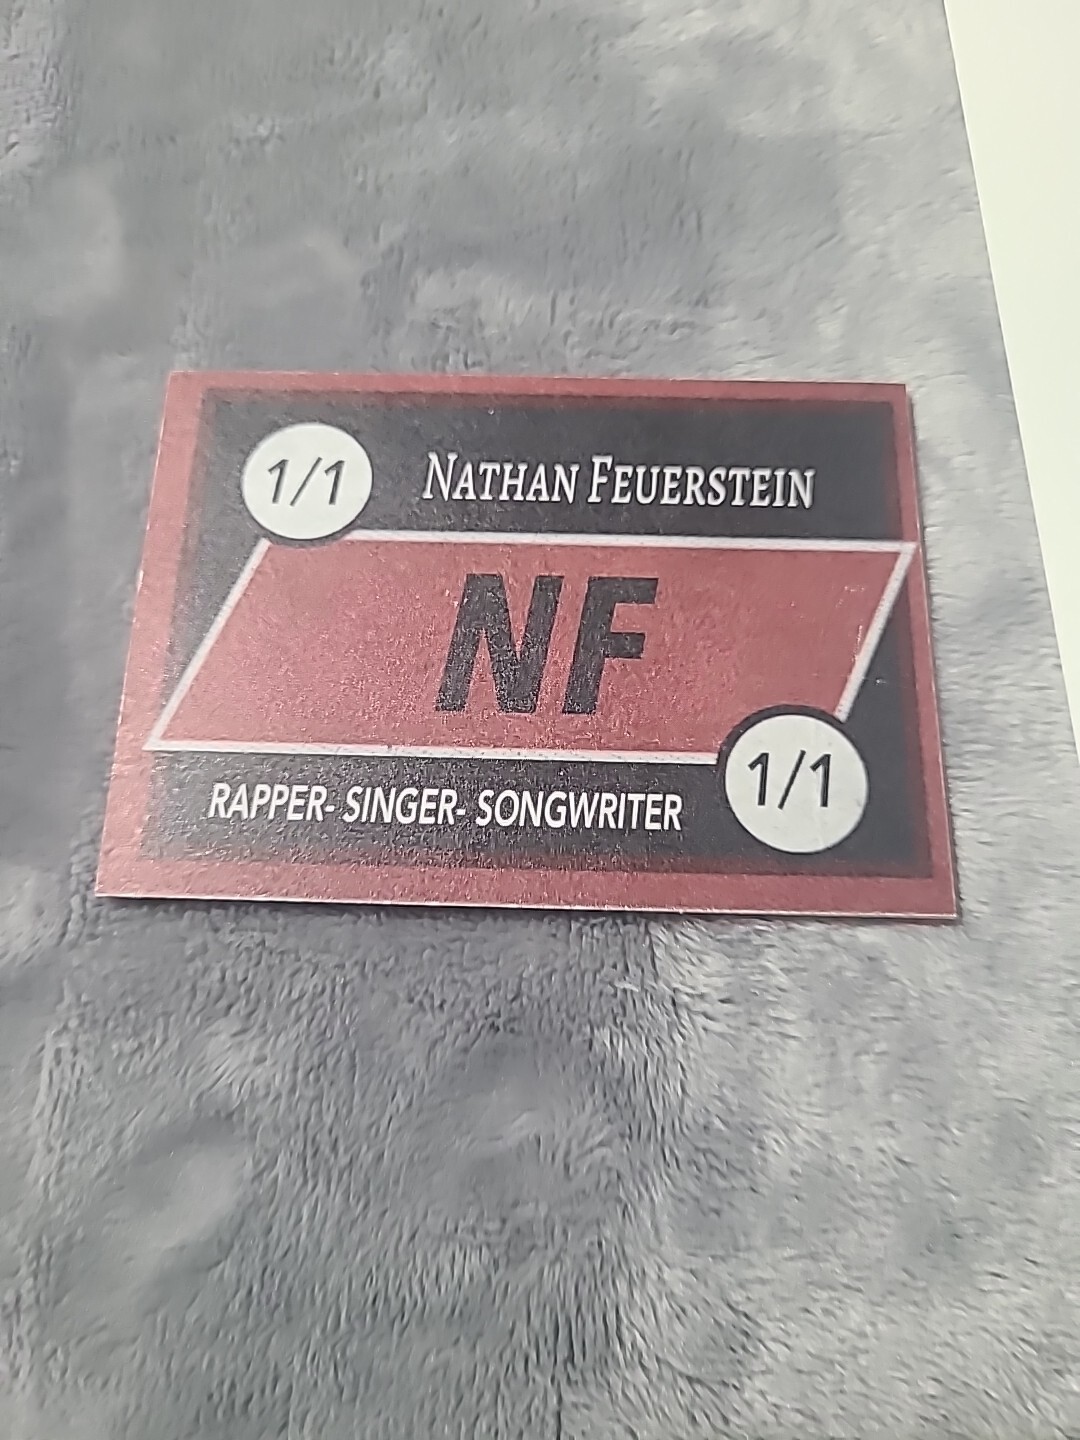 1/1
NATHAN FEUERSTEIN
NF
RAPPER- SINGER- SONGWRITER
1/1